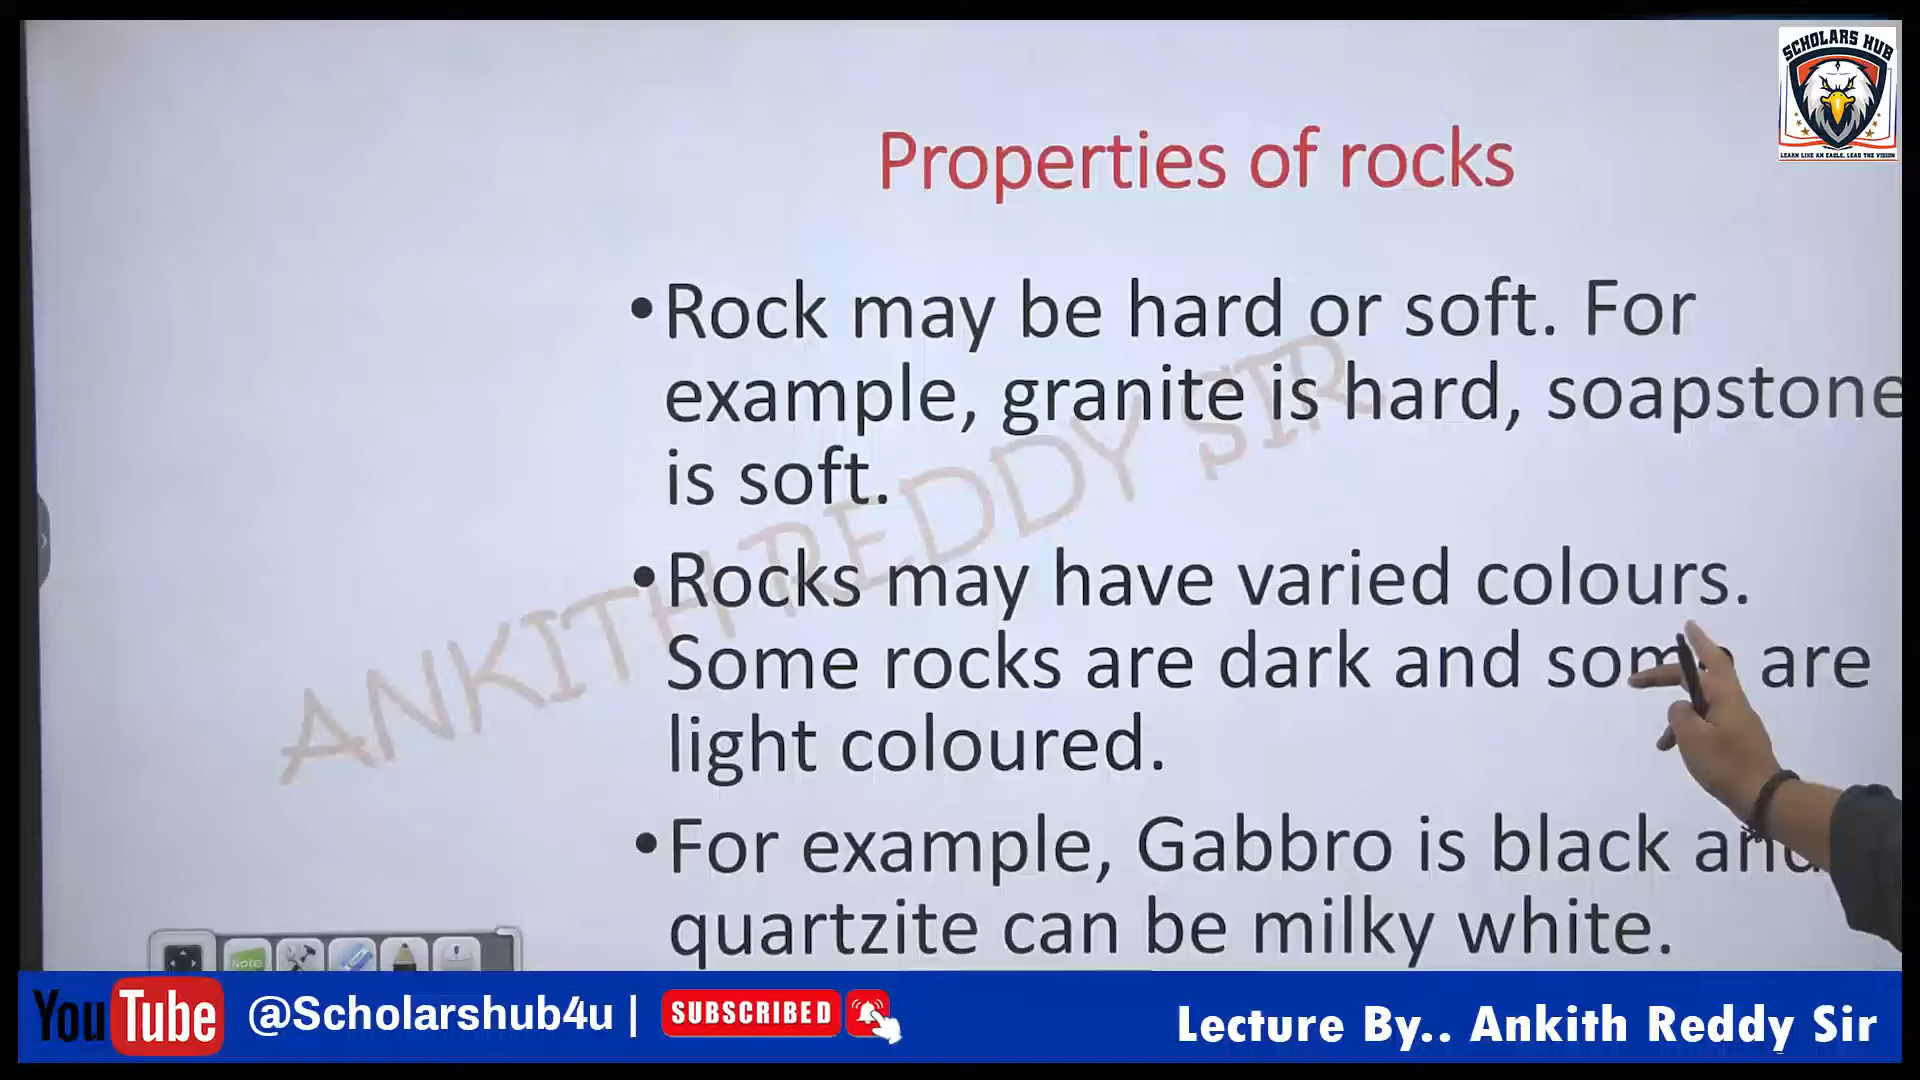 SCHOLARS HUB
LEARN LIKE AN EAGLE, LEAD THE VISION
Properties of rocks
•Rock may be hard or soft. For
example, granite is hard, soapstone
is soft.
ANKITH REDDY SIR
•Rocks may have varied colours.
Some rocks are dark and some are
light coloured.
•For example, Gabbro is black and
quartzite can be milky white.
Note
YouTube @Scholarshub4u | SUBSCRIBED
Lecture By.. Ankith Reddy Sir